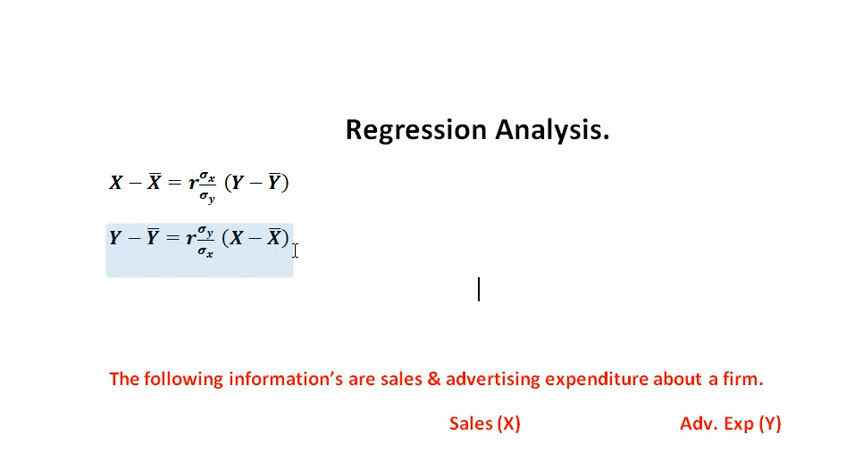 Regression Analysis.
X − X̅ = r σx/σy (Y − Y̅)
Y − Y̅ = r σy/σx (X − X̅)
The following information’s are sales & advertising expenditure about a firm.
Sales (X) Adv. Exp (Y)